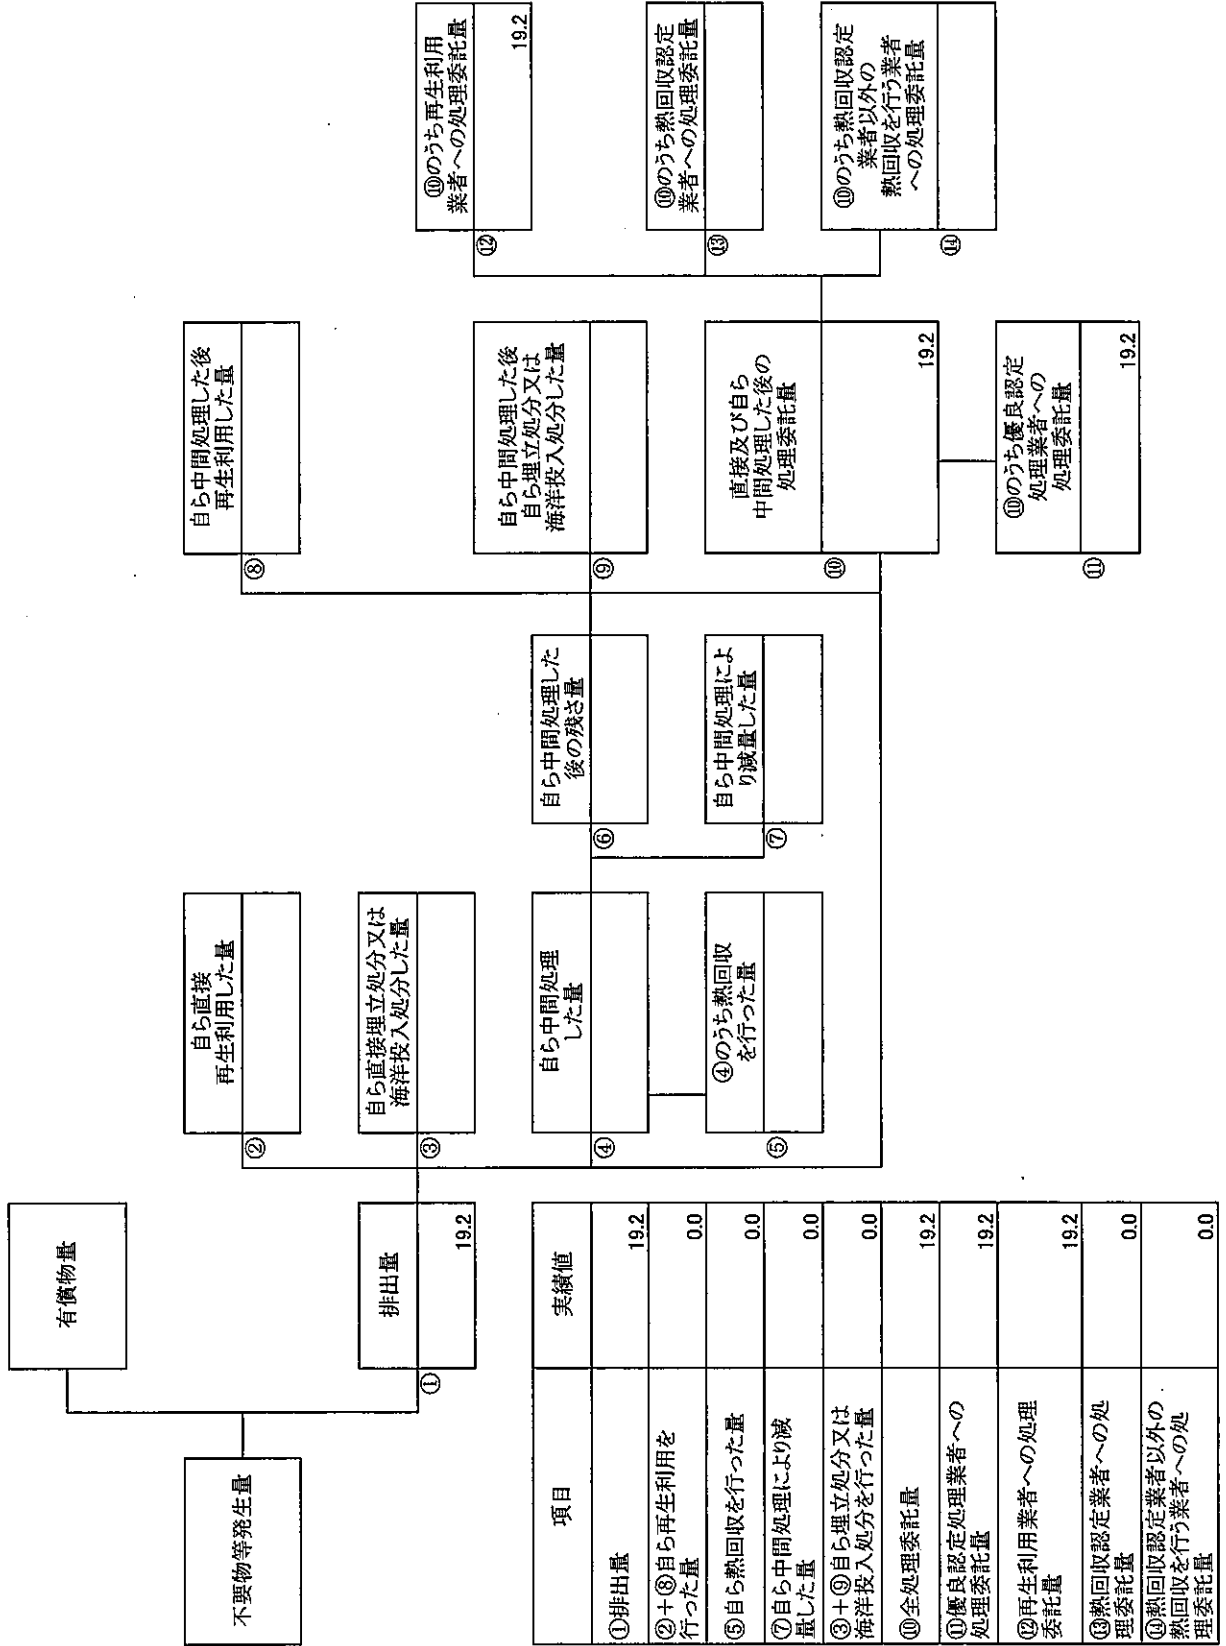 不要物等発生量
有償物量
①
排出量
19.2
②
自ら直接
再生利用した量
③
自ら直接埋立処分又は
海洋投入処分した量
④
自ら中間処理
した量
⑤
④のうち熱回収
を行った量
⑥
自ら中間処理した
後の残さ量
⑦
自ら中間処理によ
り減量した量
⑧
自ら中間処理した後
再生利用した量
⑨
自ら中間処理した後
自ら埋立処分又は
海洋投入処分した量
⑩
直接及び自ら
中間処理した後の
処理委託量
19.2
⑪
⑩のうち優良認定
処理業者への
処理委託量
19.2
⑫
⑩のうち再生利用
業者への処理委託量
19.2
⑬
⑩のうち熱回収認定
業者への処理委託量
⑭
⑩のうち熱回収認定
業者以外の
熱回収を行う業者
への処理委託量
項目
実績値
①排出量
19.2
②+⑧自ら再生利用を
行った量
0.0
⑤自ら熱回収を行った量
0.0
⑦自ら中間処理により減
量した量
0.0
③+⑨自ら埋立処分又は
海洋投入処分を行った量
0.0
⑩全処理委託量
19.2
⑪優良認定処理業者への
処理委託量
19.2
⑫再生利用業者への処理
委託量
19.2
⑬熱回収認定業者への処
理委託量
0.0
⑭熱回収認定業者以外の
熱回収を行う業者への処
理委託量
0.0